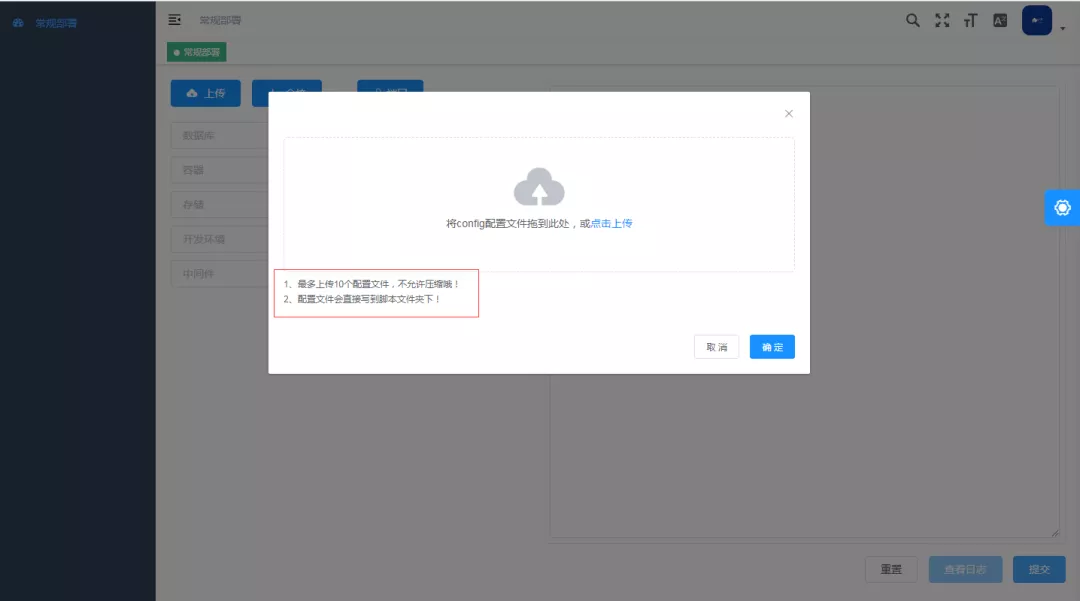 常规部署
常规部署
常规部署
上传
数据库
容器
存储
开发环境
中间件
将config配置文件拖到此处，或点击上传
1、最多上传10个配置文件，不允许压缩哦！
2、配置文件会直接写到脚本文件夹下！
取消
确定
重置
查看日志
提交